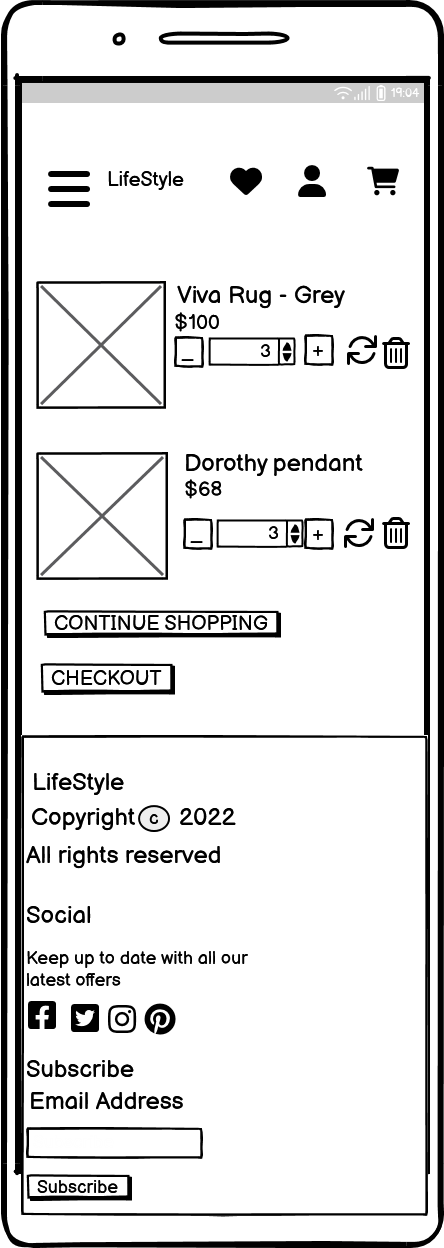 19:04
LifeStyle
Viva Rug - Grey
$100
_ 3 +
Dorothy pendant
$68
_ 3 +
CONTINUE SHOPPING
CHECKOUT
LifeStyle
Copyright c 2022
All rights reserved
Social
Keep up to date with all our
latest offers
Subscribe
Email Address
Subscribe